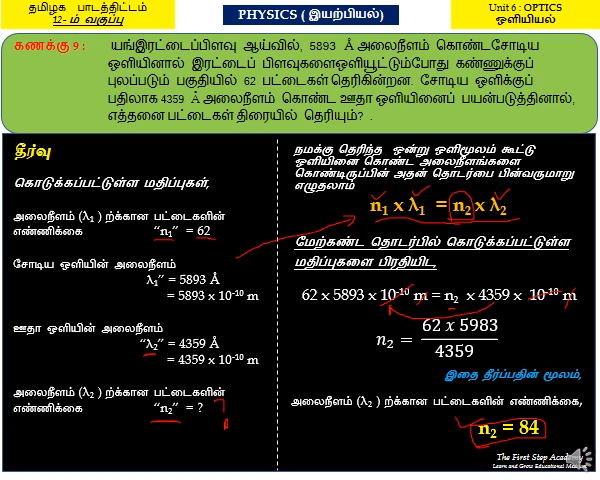 தமிழக பாடத்திட்டம்
12- ம் வகுப்பு
PHYSICS ( இயற்பியல்)
Unit 6 : OPTICS
ஒளியியல்
கணக்கு 9 : யங்இரட்டைப்பிளவு ஆய்வில், 5893 Å அலைநீளம் கொண்டசோடிய
ஒளியினால் இரட்டைப் பிளவுகளைஒளியூட்டும்போது கண்ணுக்குப்
புலப்படும் பகுதியில் 62 பட்டைகள் தெரிகின்றன. சோடிய ஒளிக்குப்
பதிலாக 4359 Å அலைநீளம் கொண்ட ஊதா ஒளியினைப் பயன்படுத்தினால்,
எத்தனை பட்டைகள் திரையில் தெரியும்? .
தீர்வு
கொடுக்கப்பட்டுள்ள மதிப்புகள்,
அலைநீளம் (λ₁ ) ற்க்கான பட்டைகளின்
எண்ணிக்கை "n₁" = 62
சோடிய ஒளியின் அலைநீளம்
λ₁" = 5893 Å
= 5893 x 10⁻¹⁰ m
ஊதா ஒளியின் அலைநீளம்
"λ₂" = 4359 Å
= 4359 x 10⁻¹⁰ m
அலைநீளம் (λ₂ ) ற்க்கான பட்டைகளின்
எண்ணிக்கை "n₂" = ?
நமக்கு தெரிந்த ஒன்று ஒளிமூலம் கூட்டு
ஒளியினை கொண்ட அலைநீளங்களை
கொண்டிருப்பின் அதன் தொடர்பை பின்வருமாறு
எழுதலாம்
n₁ x λ₁ = n₂ x λ₂
மேற்கண்ட தொடர்பில் கொடுக்கப்பட்டுள்ள
மதிப்புகளை பிரதியிட,
62 x 5893 x 10⁻¹⁰ m = n₂ x 4359 x 10⁻¹⁰ m
n₂ = 62 x 5983
4359
இதை தீர்ப்பதின் மூலம்,
அலைநீளம் (λ₂ ) ற்க்கான பட்டைகளின் எண்ணிக்கை,
n₂ = 84
The First Step Academy
Learn and Grow Educational